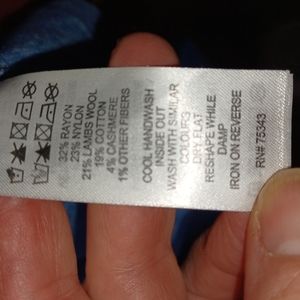 32% RAYON
23% NYLON
21% LAMBS WOOL
19% COTTON
4% CASHMERE
1% OTHER FIBERS
COOL HANDWASH
INSIDE OUT
WASH WITH SIMILAR
COLOURS
DRY FLAT
RESHAPE WHILE
DAMP
IRON ON REVERSE
RN# 75343